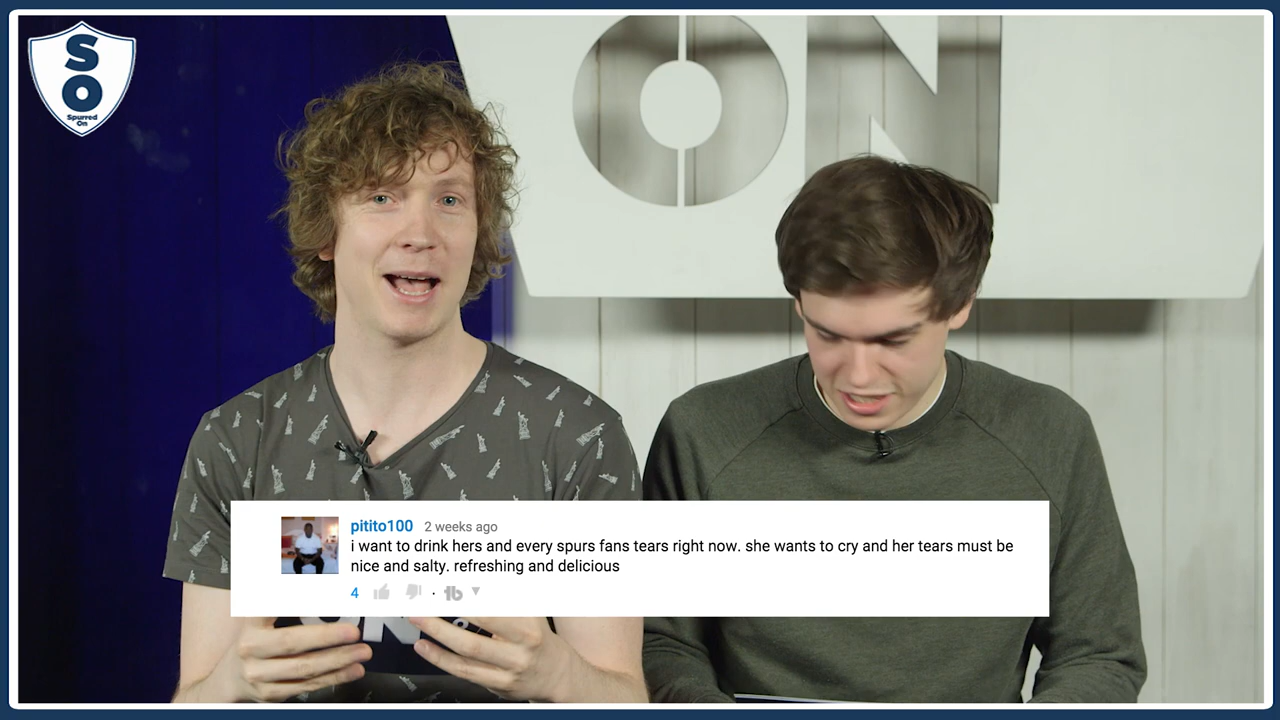 S
O
Spurred
On
ON
pitito100 2 weeks ago
i want to drink hers and every spurs fans tears right now. she wants to cry and her tears must be
nice and salty. refreshing and delicious
4
ON